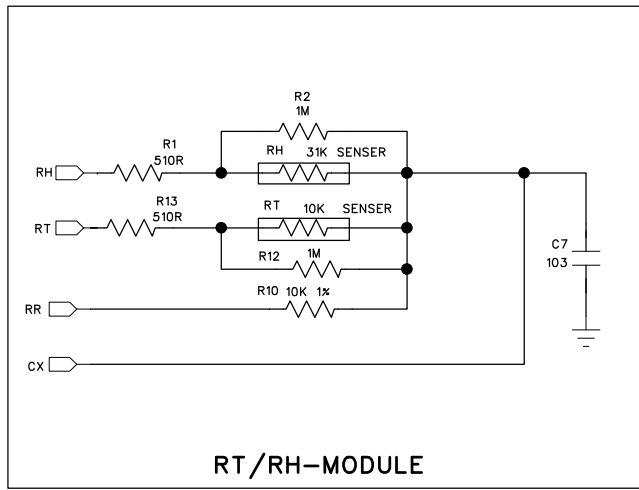 R2
1M
R1
510R
RH 31K SENSER
RH
R13
510R
RT 10K SENSER
RT
R12 1M
R10 10K 1%
RR
C7
103
CX
RT/RH-MODULE